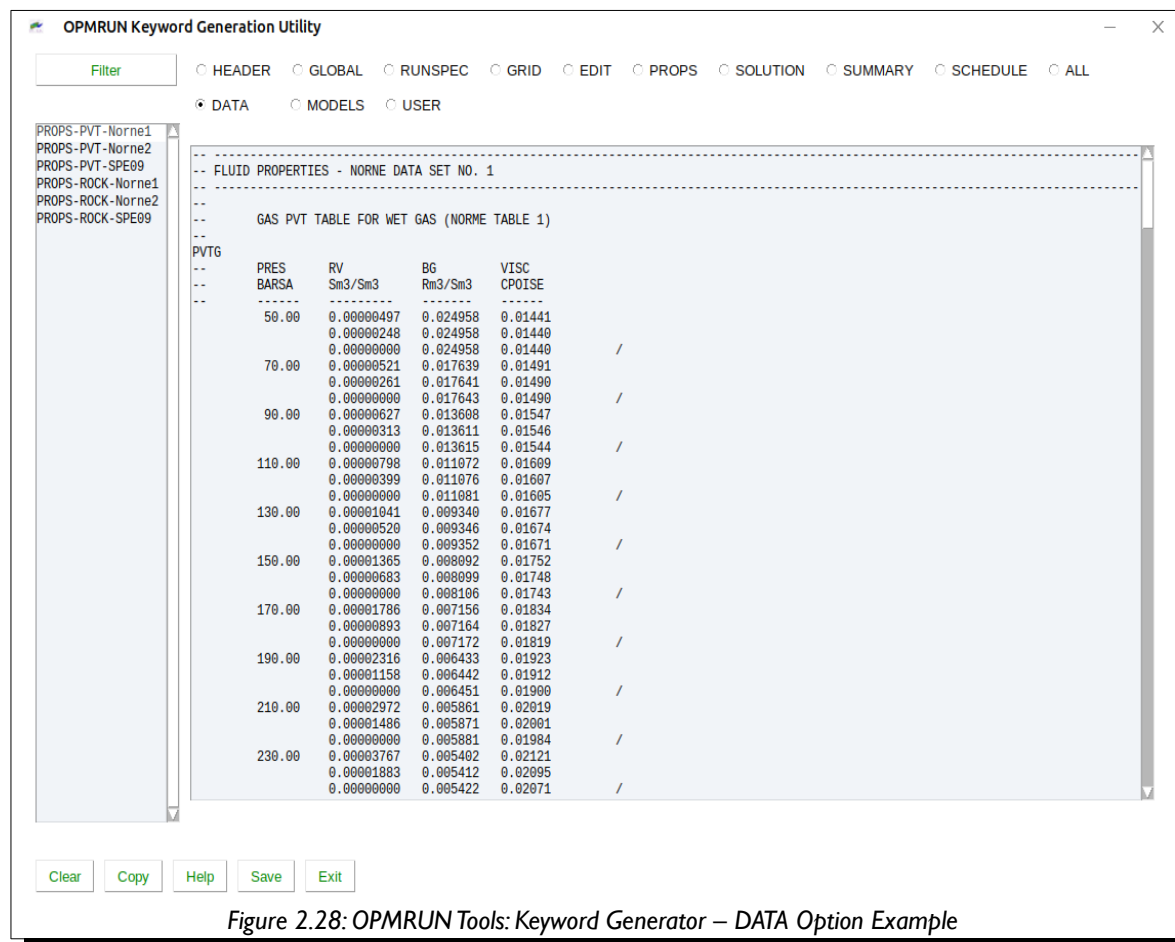 OPMRUN Keyword Generation Utility
Filter
HEADER GLOBAL RUNSPEC GRID EDIT PROPS SOLUTION SUMMARY SCHEDULE ALL
DATA MODELS USER
PROPS-PVT-Norne1
PROPS-PVT-Norne2
PROPS-PVT-SPE09
PROPS-ROCK-Norne1
PROPS-ROCK-Norne2
PROPS-ROCK-SPE09
-- --------------------------------------------------------------------------------------------------------------------------------
-- FLUID PROPERTIES - NORNE DATA SET NO. 1
-- --------------------------------------------------------------------------------------------------------------------------------
--
-- GAS PVT TABLE FOR WET GAS (NORME TABLE 1)
--
PVTG
-- PRES RV BG VISC
-- BARSA Sm3/Sm3 Rm3/Sm3 CPOISE
-- ------ --------- ------- ------
50.00 0.00000497 0.024958 0.01441
0.00000248 0.024958 0.01440
0.00000000 0.024958 0.01440 /
70.00 0.00000521 0.017639 0.01491
0.00000261 0.017641 0.01490
0.00000000 0.017643 0.01490 /
90.00 0.00000627 0.013608 0.01547
0.00000313 0.013611 0.01546
0.00000000 0.013615 0.01544 /
110.00 0.00000798 0.011072 0.01609
0.00000399 0.011076 0.01607
0.00000000 0.011081 0.01605 /
130.00 0.00001041 0.009340 0.01677
0.00000520 0.009346 0.01674
0.00000000 0.009352 0.01671 /
150.00 0.00001365 0.008092 0.01752
0.00000683 0.008099 0.01748
0.00000000 0.008106 0.01743 /
170.00 0.00001786 0.007156 0.01834
0.00000893 0.007164 0.01827
0.00000000 0.007172 0.01819 /
190.00 0.00002316 0.006433 0.01923
0.00001158 0.006442 0.01912
0.00000000 0.006451 0.01900 /
210.00 0.00002972 0.005861 0.02019
0.00001486 0.005871 0.02001
0.00000000 0.005881 0.01984 /
230.00 0.00003767 0.005402 0.02121
0.00001883 0.005412 0.02095
0.00000000 0.005422 0.02071 /
Clear Copy Help Save Exit
Figure 2.28: OPMRUN Tools: Keyword Generator – DATA Option Example